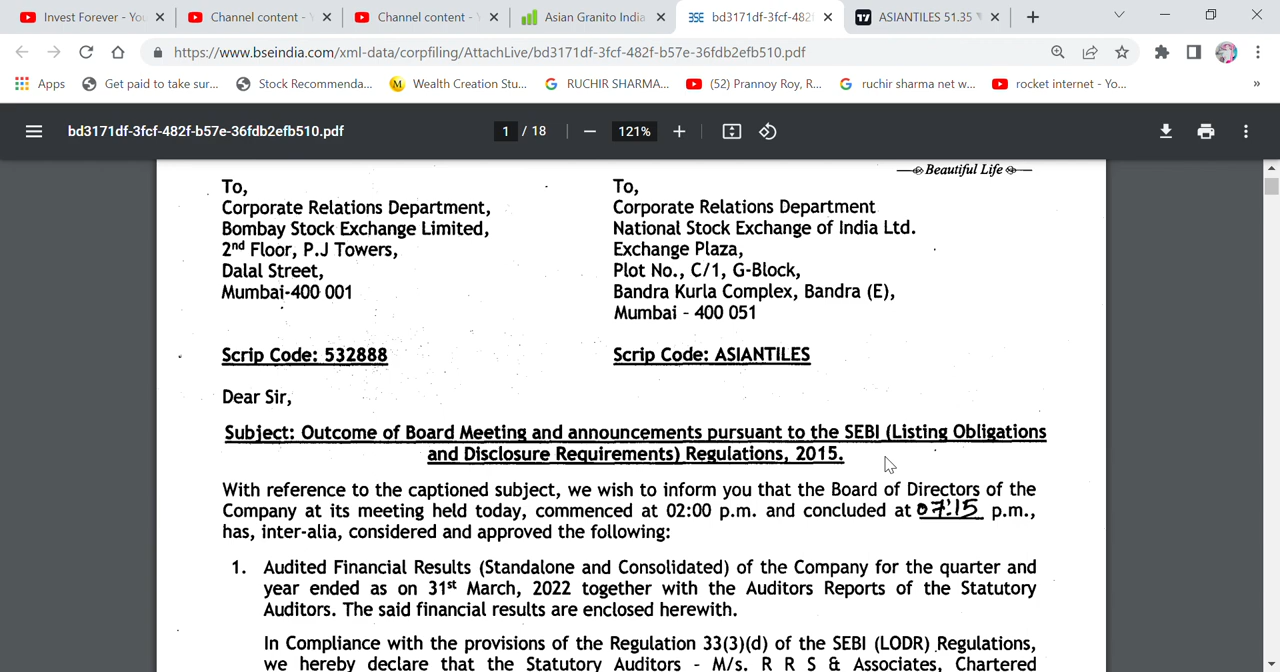 Invest Forever - You
Channel content -
Channel content -
Asian Granito India
bd3171df-3fcf-482f
ASIANTILES 51.35
https://www.bseindia.com/xml-data/corpfiling/AttachLive/bd3171df-3fcf-482f-b57e-36fdb2efb510.pdf
Apps
Get paid to take sur...
Stock Recommenda...
Wealth Creation Stu...
RUCHIR SHARMA...
(52) Prannoy Roy, R...
ruchir sharma net w...
rocket internet - Yo...
bd3171df-3fcf-482f-b57e-36fdb2efb510.pdf
1 / 18
121%
Beautiful Life
To,
Corporate Relations Department,
Bombay Stock Exchange Limited,
2nd Floor, P.J Towers,
Dalal Street,
Mumbai-400 001
To,
Corporate Relations Department
National Stock Exchange of India Ltd.
Exchange Plaza,
Plot No., C/1, G-Block,
Bandra Kurla Complex, Bandra (E),
Mumbai - 400 051
Scrip Code: 532888
Scrip Code: ASIANTILES
Dear Sir,
Subject: Outcome of Board Meeting and announcements pursuant to the SEBI (Listing Obligations
and Disclosure Requirements) Regulations, 2015.
With reference to the captioned subject, we wish to inform you that the Board of Directors of the
Company at its meeting held today, commenced at 02:00 p.m. and concluded at 07:15 p.m.,
has, inter-alia, considered and approved the following:
1. Audited Financial Results (Standalone and Consolidated) of the Company for the quarter and
year ended as on 31st March, 2022 together with the Auditors Reports of the Statutory
Auditors. The said financial results are enclosed herewith.
In Compliance with the provisions of the Regulation 33(3)(d) of the SEBI (LODR) Regulations,
we hereby declare that the Statutory Auditors - M/s. R R S & Associates, Chartered